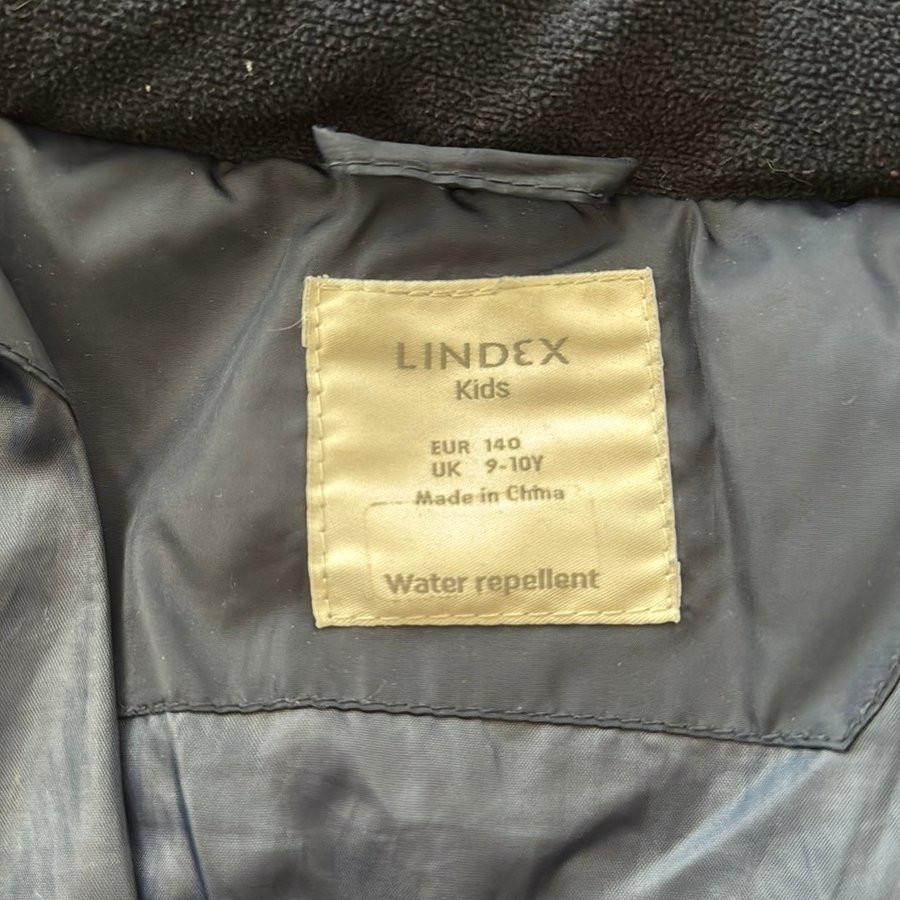 LINDEX
Kids
EUR 140
UK 9-10Y
Made in China
Water repellent